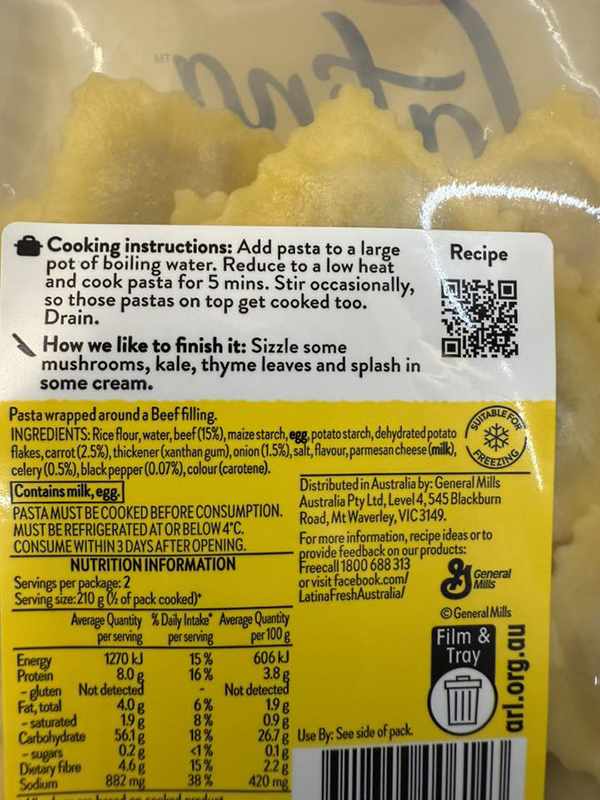 Latina
TM
Cooking instructions: Add pasta to a large
pot of boiling water. Reduce to a low heat
and cook pasta for 5 mins. Stir occasionally,
so those pastas on top get cooked too.
Drain.
How we like to finish it: Sizzle some
mushrooms, kale, thyme leaves and splash in
some cream.
Recipe
Pasta wrapped around a Beef filling.
INGREDIENTS: Rice flour, water, beef (15%), maize starch, egg, potato starch, dehydrated potato
flakes, carrot (2.5%), thickener (xanthan gum), onion (1.5%), salt, flavour, parmesan cheese (milk),
celery (0.5%), black pepper (0.07%), colour (carotene).
Contains milk, egg.
SUITABLE FOR
FREEZING
PASTA MUST BE COOKED BEFORE CONSUMPTION.
MUST BE REFRIGERATED AT OR BELOW 4°C.
CONSUME WITHIN 3 DAYS AFTER OPENING.
NUTRITION INFORMATION
Servings per package: 2
Serving size: 210 g (½ of pack cooked)*
Average Quantity per serving % Daily Intake* per serving Average Quantity per 100 g
Energy 1270 kJ 15 % 606 kJ
Protein 8.0 g 16 % 3.8 g
- gluten Not detected - Not detected
Fat, total 4.0 g 6 % 1.9 g
- saturated 1.9 g 8 % 0.9 g
Carbohydrate 56.1 g 18 % 26.7 g
- sugars 0.2 g <1 % 0.1 g
Dietary fibre 4.6 g 15 % 2.2 g
Sodium 882 mg 38 % 420 mg
Distributed in Australia by: General Mills
Australia Pty Ltd, Level 4, 545 Blackburn
Road, Mt Waverley, VIC 3149.
For more information, recipe ideas or to
provide feedback on our products:
Freecall 1800 688 313
or visit facebook.com/
LatinaFreshAustralia/
General
Mills
© General Mills
Film &
Tray
arl.org.au
Use By: See side of pack.